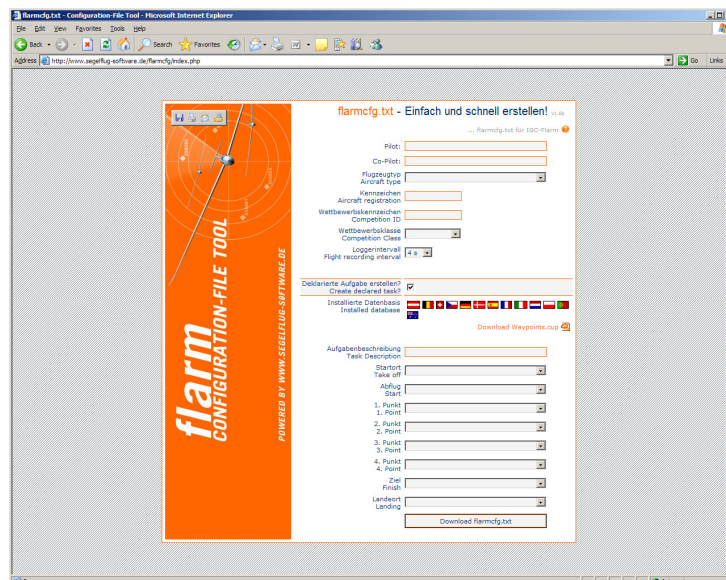 flarmcfg.txt - Configuration-File Tool - Microsoft Internet Explorer
File Edit View Favorites Tools Help
Back Search Favorites
Address http://www.segelflug-software.de/flarmcfg/index.php Go Links
flarmcfg.txt - Einfach und schnell erstellen!
... flarmcfg.txt für IGC-Flarm
Pilot:
Co-Pilot:
Flugzeugtyp
Aircraft type
Kennzeichen
Aircraft registration
Wettbewerbskennzeichen
Competition ID
Wettbewerbsklasse
Competition Class
Loggerintervall
Flight recording interval
4 s
Deklarierte Aufgabe erstellen?
Create declared task?
Installierte Datenbasis
Installed database
Download Waypoints.cup
Aufgabenbeschreibung
Task Description
Startort
Take off
Abflug
Start
1. Punkt
1. Point
2. Punkt
2. Point
3. Punkt
3. Point
4. Punkt
4. Point
Ziel
Finish
Landeort
Landing
Download flarmcfg.txt
flarm
CONFIGURATION-FILE TOOL
POWERED BY WWW.SEGELFLUG-SOFTWARE.DE